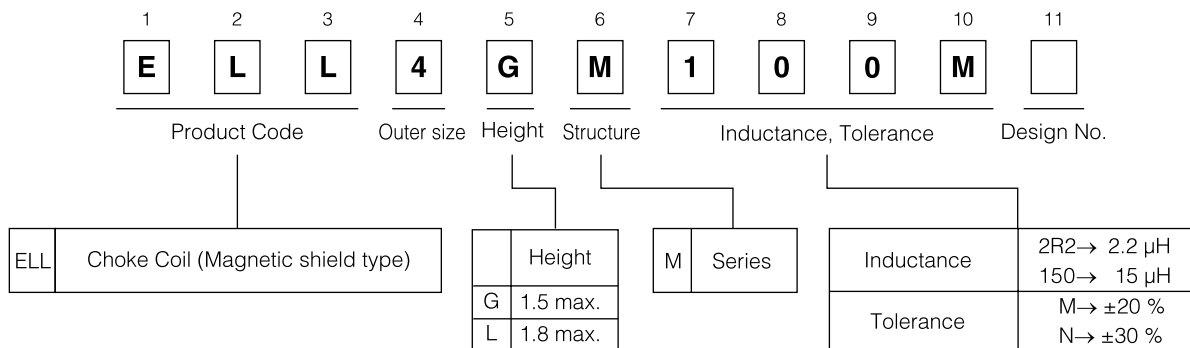 1 2 3 4 5 6 7 8 9 10 11
E L L 4 G M 1 0 0 M
Product Code Outer size Height Structure Inductance, Tolerance Design No.
ELL Choke Coil (Magnetic shield type)
Height
G 1.5 max.
L 1.8 max.
M Series
Inductance 2R2→ 2.2 µH
150→ 15 µH
Tolerance M→ ±20 %
N→ ±30 %